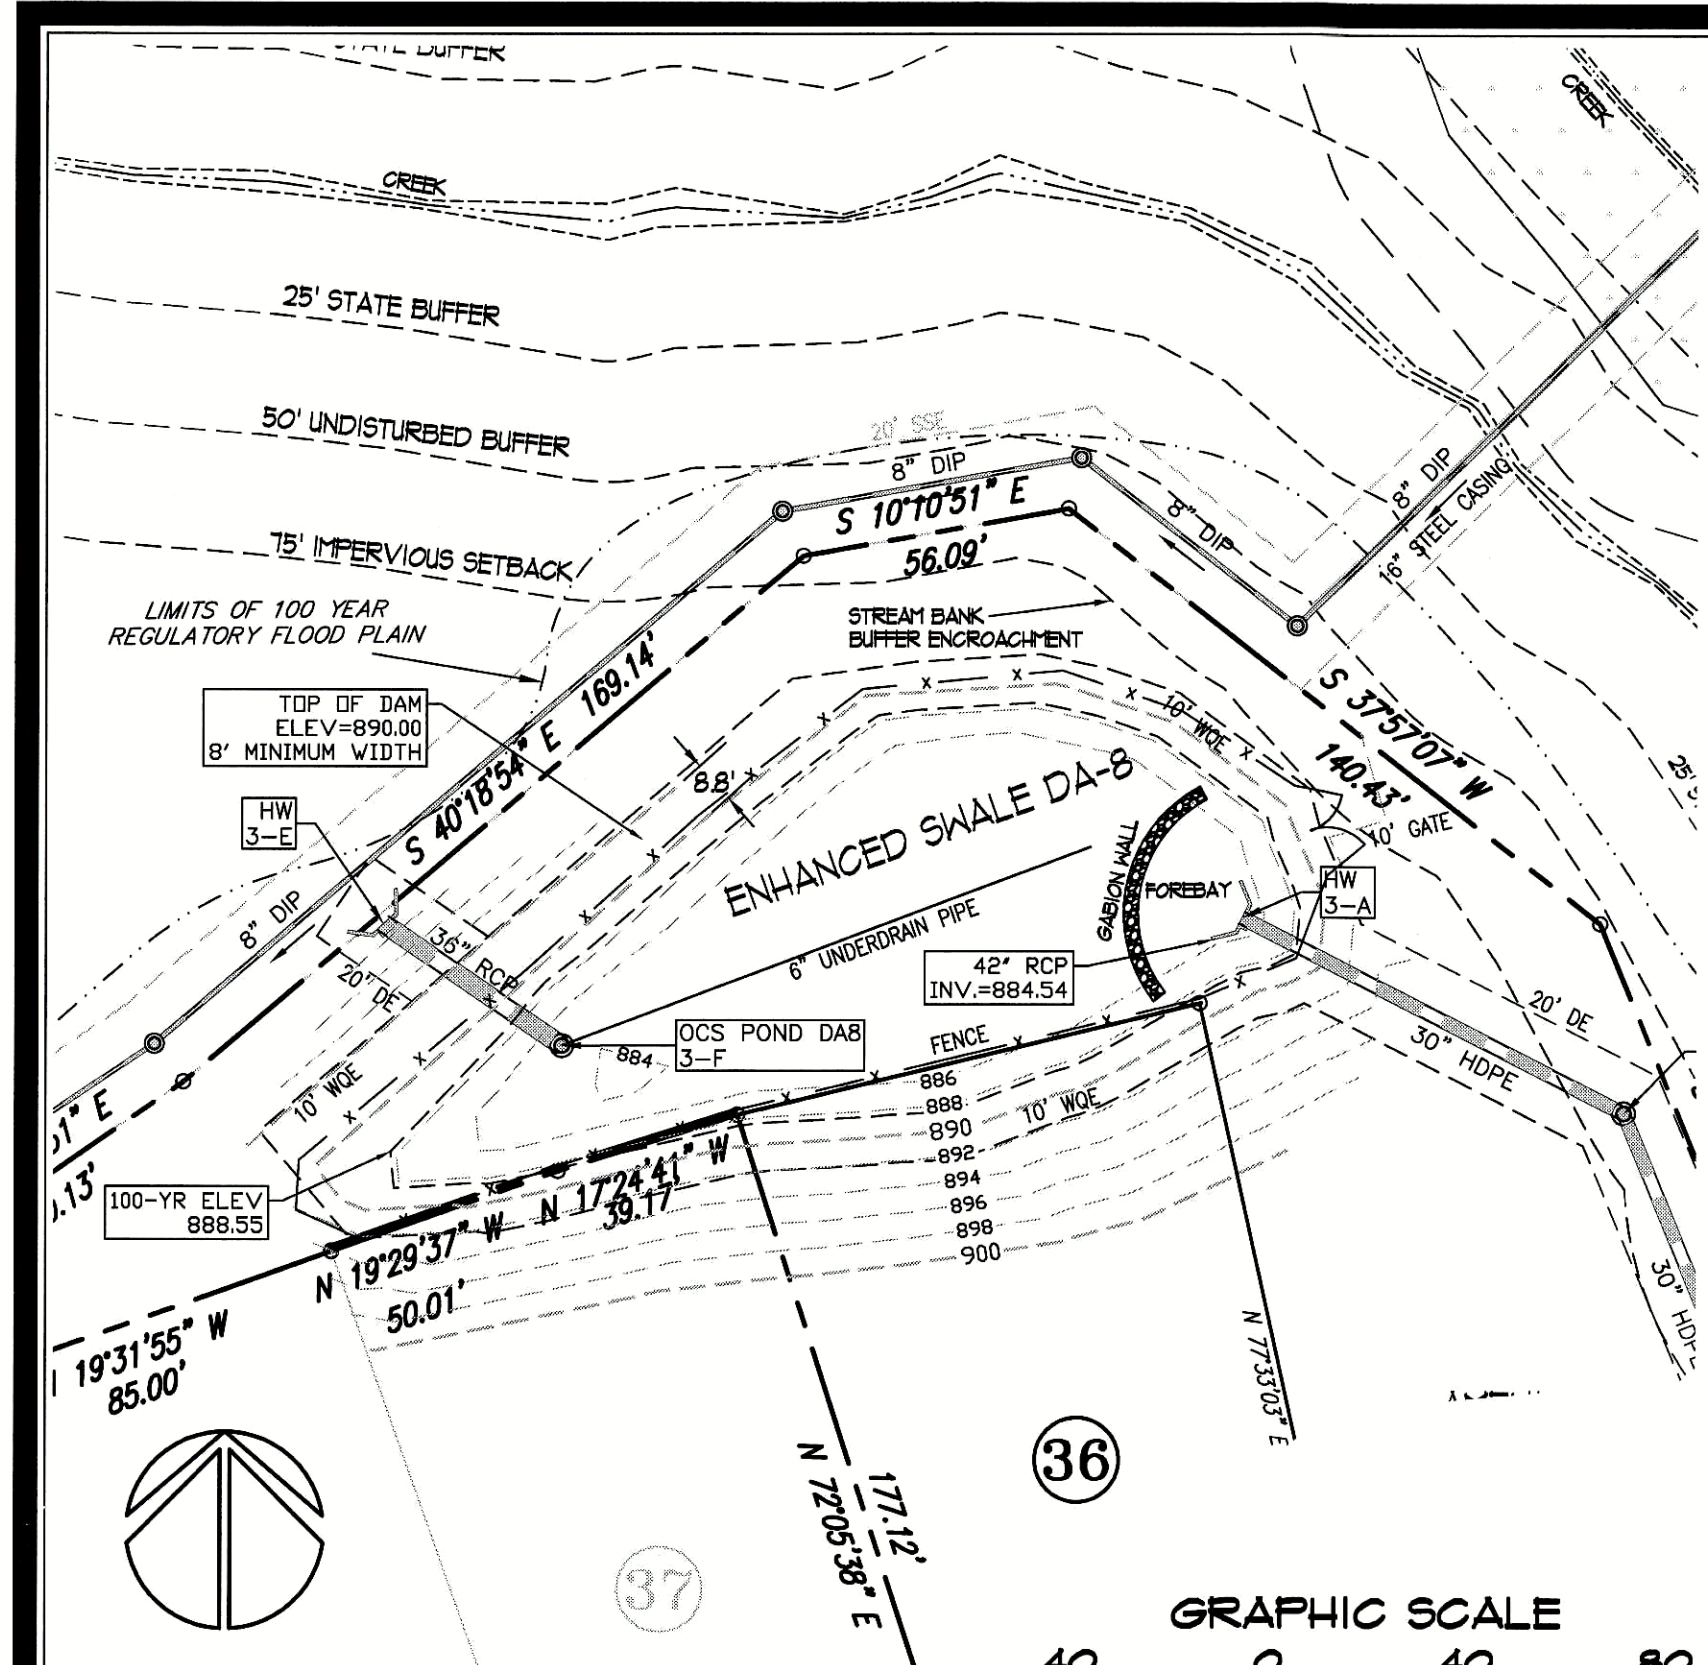 STATE BUFFER
CREEK
CREEK
25' STATE BUFFER
50' UNDISTURBED BUFFER
20' SSE
8" DIP
S 10°10'51" E
56.09'
8" DIP
8" DIP
16" STEEL CASING
75' IMPERVIOUS SETBACK
LIMITS OF 100 YEAR
REGULATORY FLOOD PLAIN
STREAM BANK
BUFFER ENCROACHMENT
S 40°18'54" E 169.14'
S 37°57'07" W
140.43'
TOP OF DAM
ELEV=890.00
8' MINIMUM WIDTH
8.8'
10' WQE
10' GATE
HW
3-E
ENHANCED SWALE DA-8
GABION WALL
FOREBAY
HW
3-A
8" DIP
36" RCP
20' DE
6" UNDERDRAIN PIPE
42" RCP
INV.=884.54
20' DE
30" HDPE
OCS POND DA8
3-F
884
FENCE
886
888
890
892
894
896
898
900
10' WQE
10' WQE
51" E
.13'
100-YR ELEV
888.55
N 17°24'41" W
39.17'
N 19°29'37" W
50.01'
19°31'55" W
85.00'
N 77°33'03" E
30" HDPE
177.12'
N 72°05'38" E
36
37
GRAPHIC SCALE
40 0 40 80